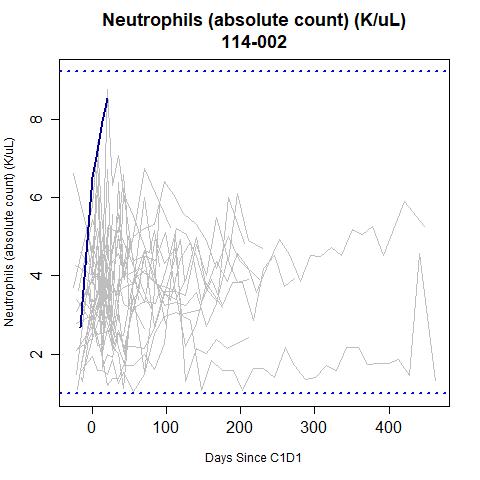 Neutrophils (absolute count) (K/uL)
114-002
Neutrophils (absolute count) (K/uL)
8
6
4
2
0 100 200 300 400
Days Since C1D1